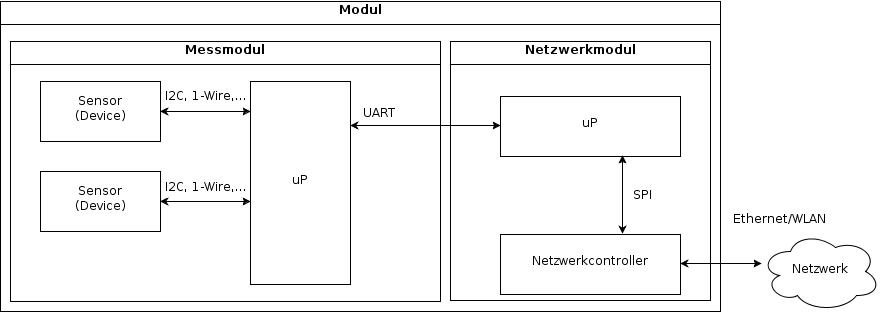 Modul
Messmodul
Netzwerkmodul
Sensor
(Device)
I2C, 1-Wire,...
UART
uP
uP
Sensor
(Device)
I2C, 1-Wire,...
SPI
Ethernet/WLAN
Netzwerkcontroller
Netzwerk